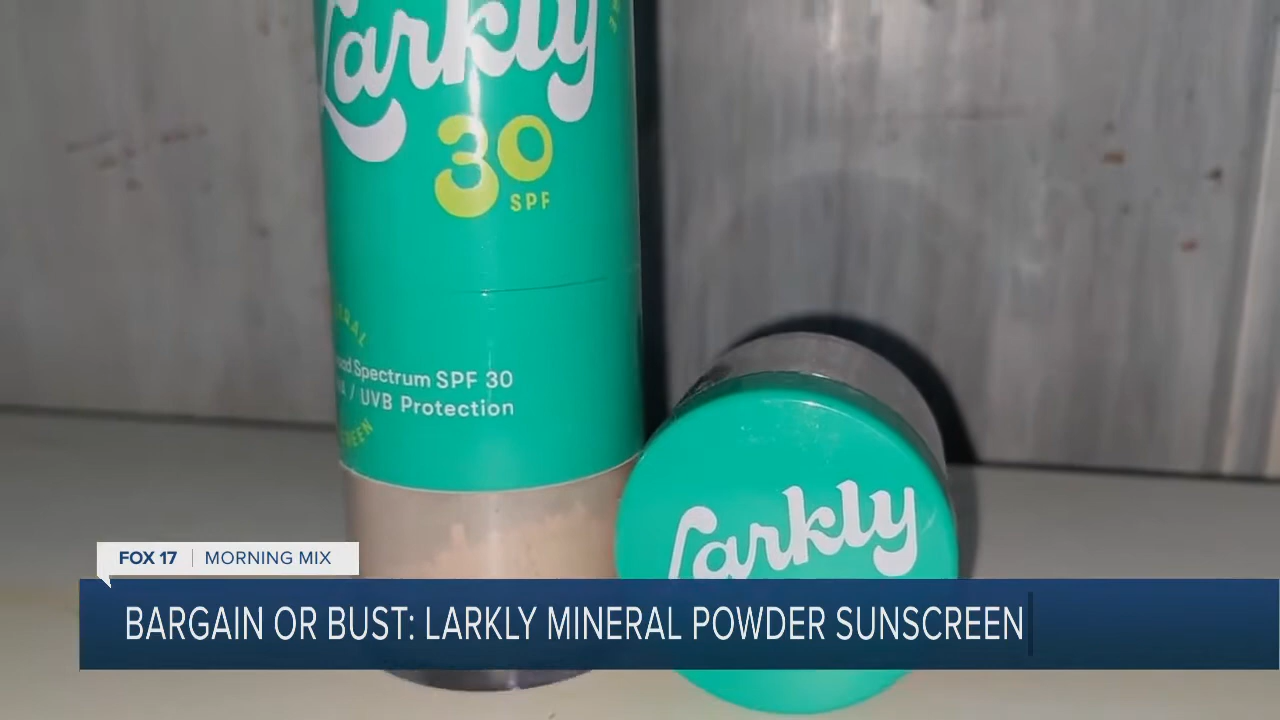 Larkly
30
SPF
Spectrum SPF 30
/ UVB Protection
Larkly
FOX 17 | MORNING MIX
BARGAIN OR BUST: LARKLY MINERAL POWDER SUNSCREEN